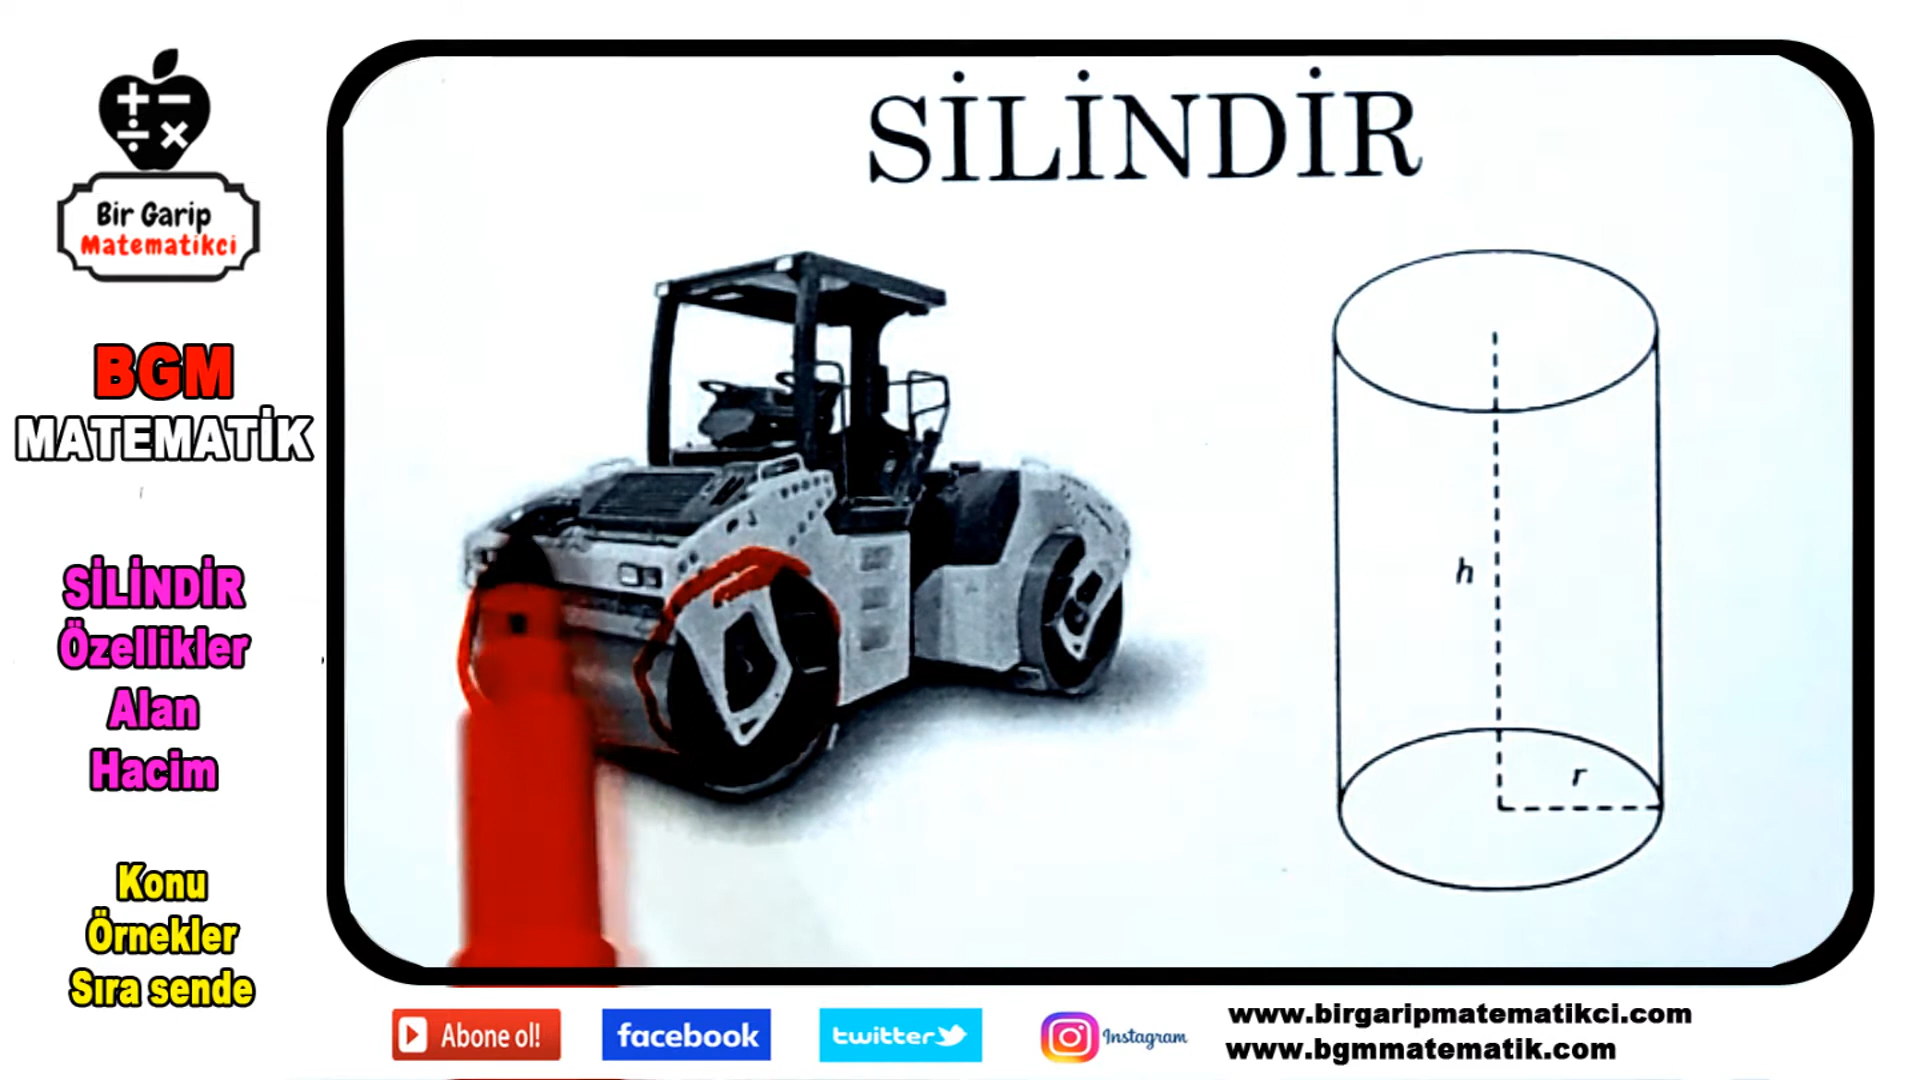 SİLİNDİR
Bir Garip
Matematikci
BGM
MATEMATİK
SİLİNDİR
Özellikler
Alan
Hacim
Konu
Örnekler
Sıra sende
h
r
Abone ol!
facebook
twitter
Instagram
www.birgaripmatematikci.com
www.bgmmatematik.com